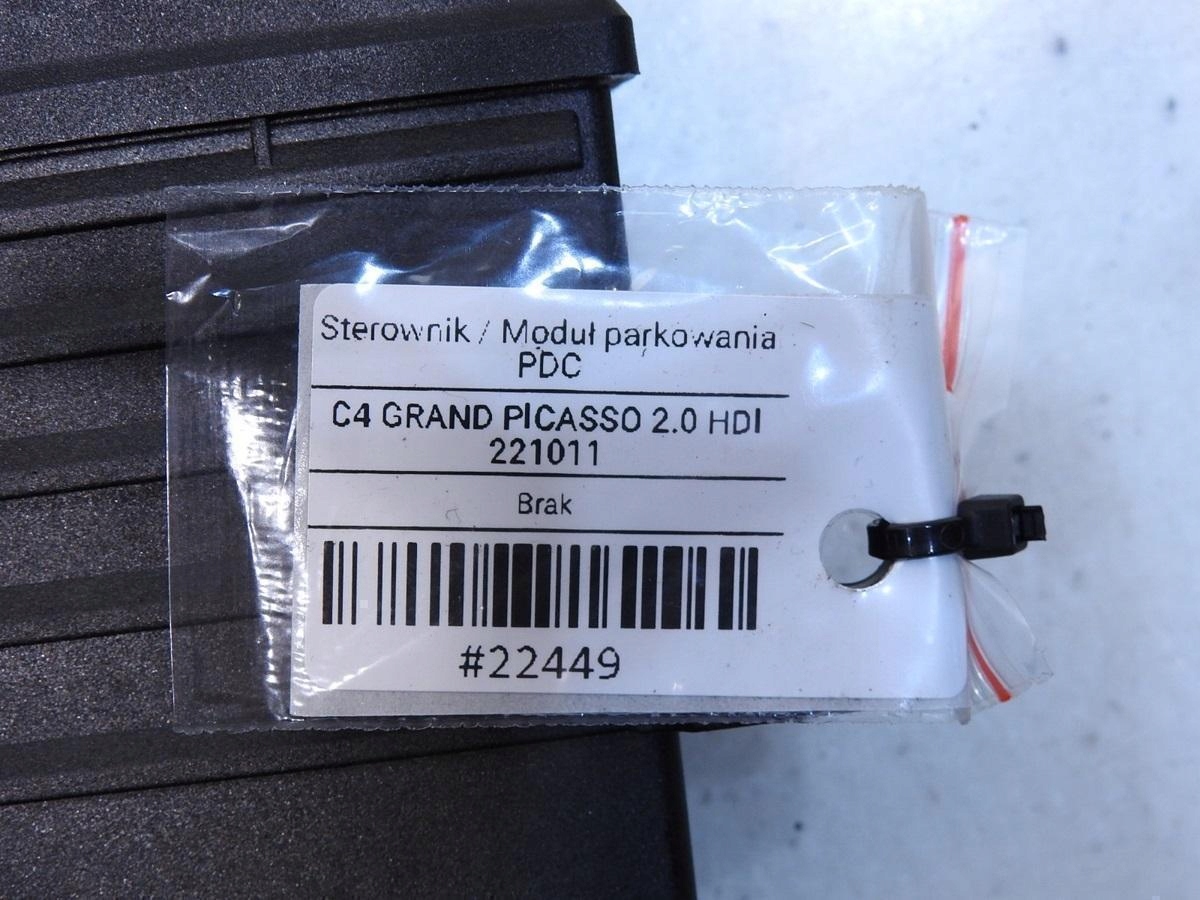 Sterownik / Moduł parkowania
PDC
C4 GRAND PICASSO 2.0 HDI
221011
Brak
#22449